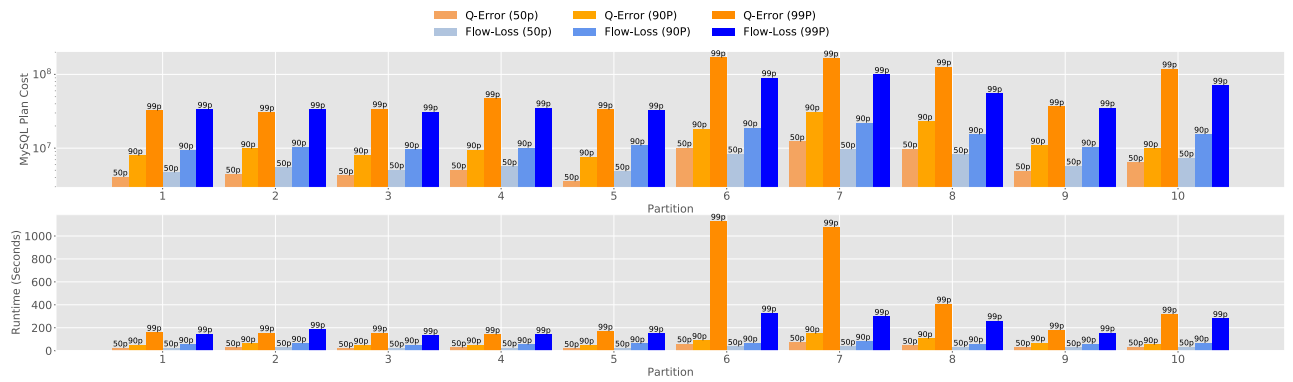 Q-Error (50p) Q-Error (90P) Q-Error (99P)
Flow-Loss (50p) Flow-Loss (90P) Flow-Loss (99P)
MySQL Plan Cost
10^8
10^7
50p 90p 99p 50p 90p 99p
50p 90p 99p 50p 90p 99p
50p 90p 99p 50p 90p 99p
50p 90p 99p 50p 90p 99p
50p 90p 99p 50p 90p 99p
50p 90p 99p 50p 90p 99p
50p 90p 99p 50p 90p 99p
50p 90p 99p 50p 90p 99p
50p 90p 99p 50p 90p 99p
50p 90p 99p 50p 90p 99p
1 2 3 4 5 6 7 8 9 10
Partition
Runtime (Seconds)
1000
800
600
400
200
0
50p 90p 99p 50p 90p 99p
50p 90p 99p 50p 90p 99p
50p 90p 99p 50p 90p 99p
50p 90p 99p 50p 90p 99p
50p 90p 99p 50p 90p 99p
50p 90p 99p 50p 90p 99p
50p 90p 99p 50p 90p 99p
50p 90p 99p 50p 90p 99p
50p 90p 99p 50p 90p 99p
50p 90p 99p 50p 90p 99p
1 2 3 4 5 6 7 8 9 10
Partition